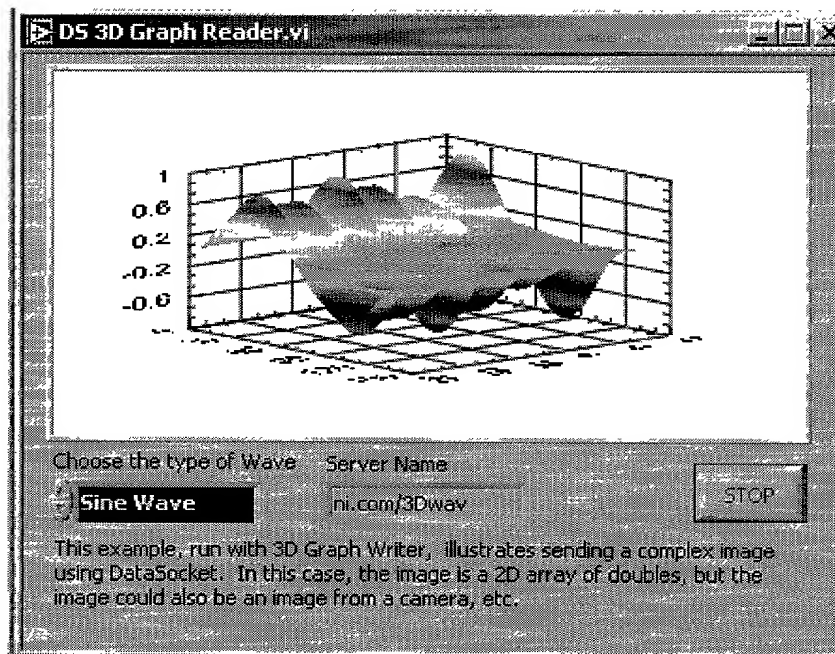 DS 3D Graph Reader.vi
1
0.6
0.2
-0.2
-0.6
Choose the type of Wave Server Name
Sine Wave ni.com/3Dwav STOP
This example, run with 3D Graph Writer, illustrates sending a complex image
using DataSocket. In this case, the image is a 2D array of doubles, but the
image could also be an image from a camera, etc.